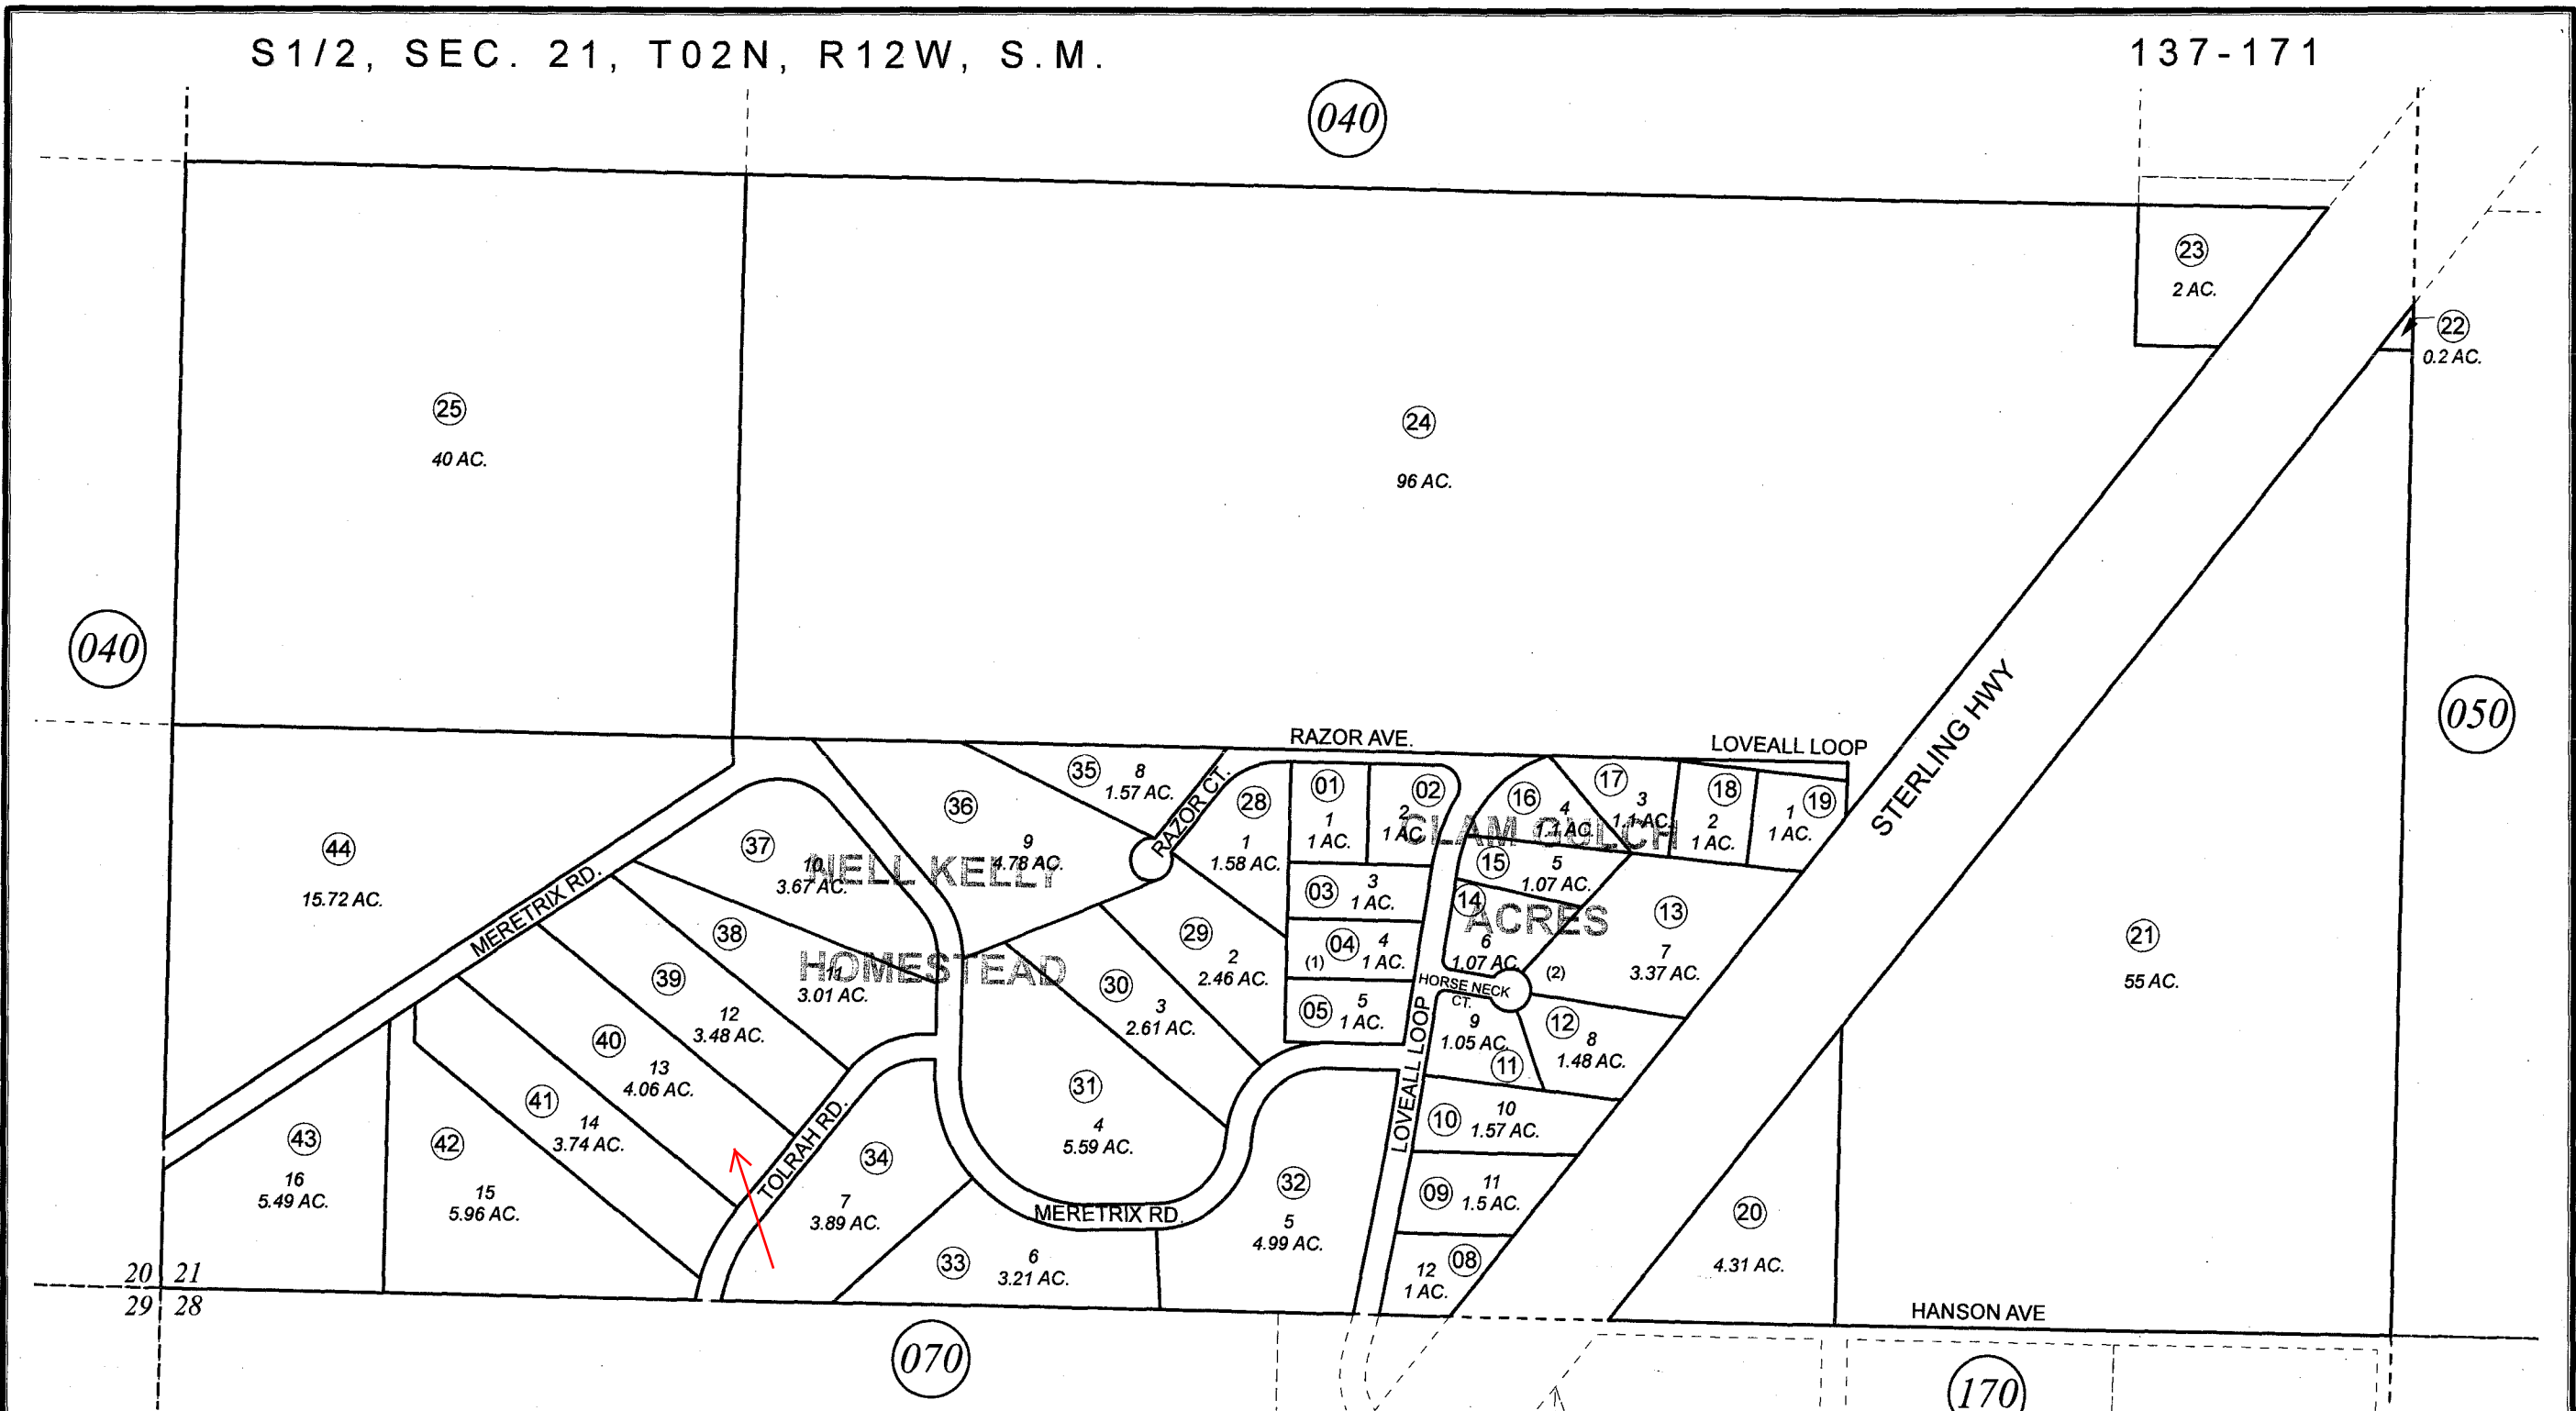 S1/2, SEC. 21, T02N, R12W, S.M.
137-171
040
23
2 AC.
22
0.2 AC.
25
40 AC.
24
96 AC.
040
050
STERLING HWY
RAZOR AVE.
LOVEALL LOOP
35
8
1.57 AC.
RAZOR CT.
36
9
4.78 AC.
28
1
1.58 AC.
01
1
1 AC.
02
2
1 AC.
16
4
1.1 AC.
17
3
1.1 AC.
18
2
1 AC.
19
1
1 AC.
CLAM GULCH
ACRES
44
15.72 AC.
MERETRIX RD.
37
10
3.67 AC.
NELL KELLY
HOMESTEAD
03
3
1 AC.
15
5
1.07 AC.
14
6
1.07 AC.
13
7
3.37 AC.
38
11
3.01 AC.
29
2
2.46 AC.
04
4
(1)
1 AC.
(2)
HORSE NECK
CT.
21
55 AC.
39
12
3.48 AC.
30
3
2.61 AC.
05
5
1 AC.
9
1.05 AC.
11
12
8
1.48 AC.
LOVEALL LOOP
40
13
4.06 AC.
31
4
5.59 AC.
41
14
3.74 AC.
TOLRAH RD.
10
10
1.57 AC.
43
16
5.49 AC.
42
15
5.96 AC.
34
7
3.89 AC.
MERETRIX RD.
32
5
4.99 AC.
09
11
1.5 AC.
20
4.31 AC.
33
6
3.21 AC.
08
12
1 AC.
20 21
29 28
HANSON AVE
070
170